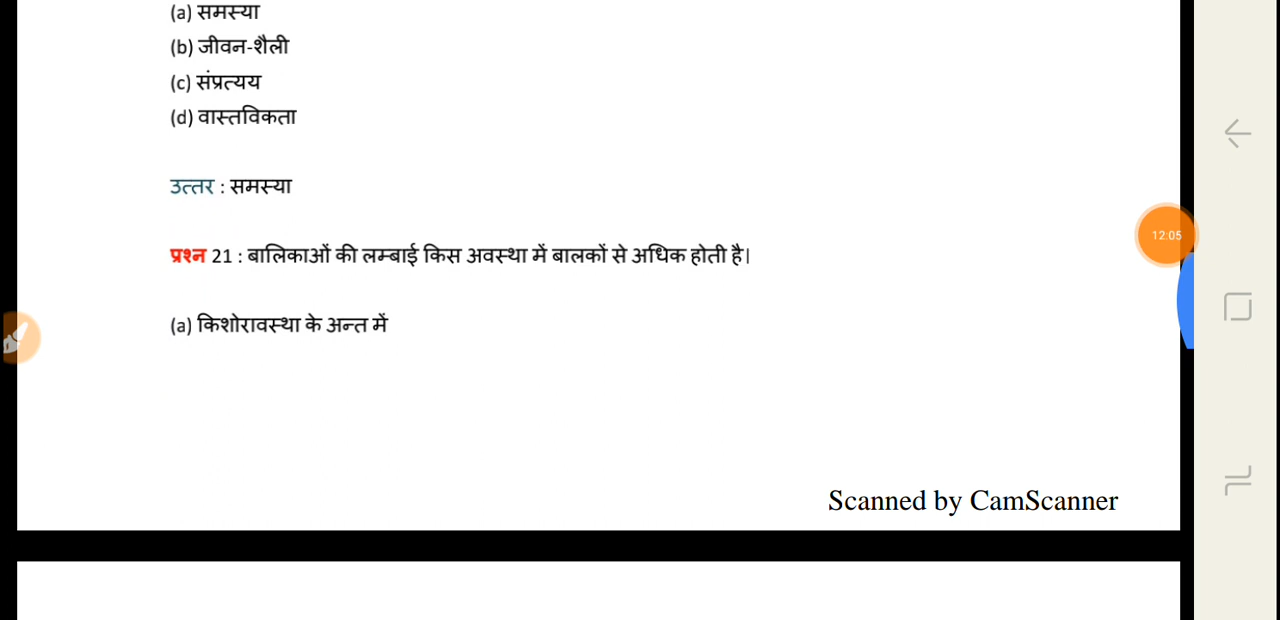 (a) समस्या
(b) जीवन-शैली
(c) संप्रत्यय
(d) वास्तविकता
उत्तर : समस्या
प्रश्न 21 : बालिकाओं की लम्बाई किस अवस्था में बालकों से अधिक होती है।
12:05
(a) किशोरावस्था के अन्त में
Scanned by CamScanner